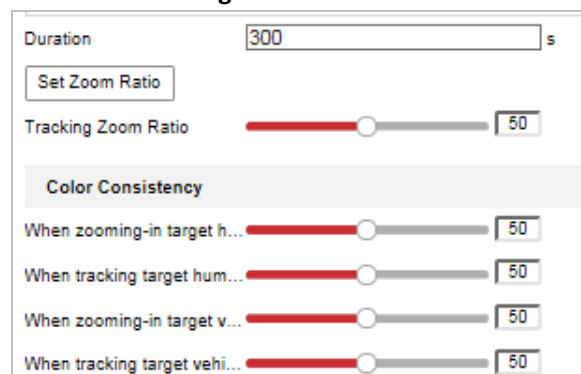 Duration 300 s
Set Zoom Ratio
Tracking Zoom Ratio 50
Color Consistency
When zooming-in target h... 50
When tracking target hum... 50
When zooming-in target v... 50
When tracking target vehi... 50